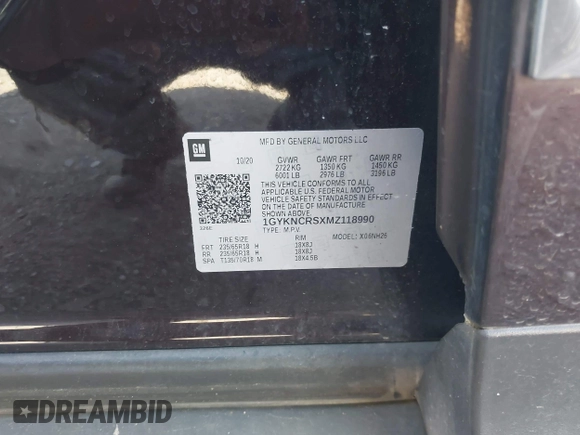 GM
MFD BY GENERAL MOTORS LLC
10/20 GVWR GAWR FRT GAWR RR
2722 KG 1350 KG 1450 KG
6001 LB 2976 LB 3196 LB
THIS VEHICLE CONFORMS TO ALL
APPLICABLE U.S. FEDERAL MOTOR
VEHICLE SAFETY STANDARDS IN EFFECT
ON THE DATE OF MANUFACTURE
SHOWN ABOVE.
1GYKNCRSXMZ118990
TYPE: M.P.V.
TIRE SIZE RIM MODEL: X06NH26
FRT 235/65R18 H 18X8J
RR 235/65R18 H 18X8J
SPA T135/70R18 M 18X4.5B
DREAMBID